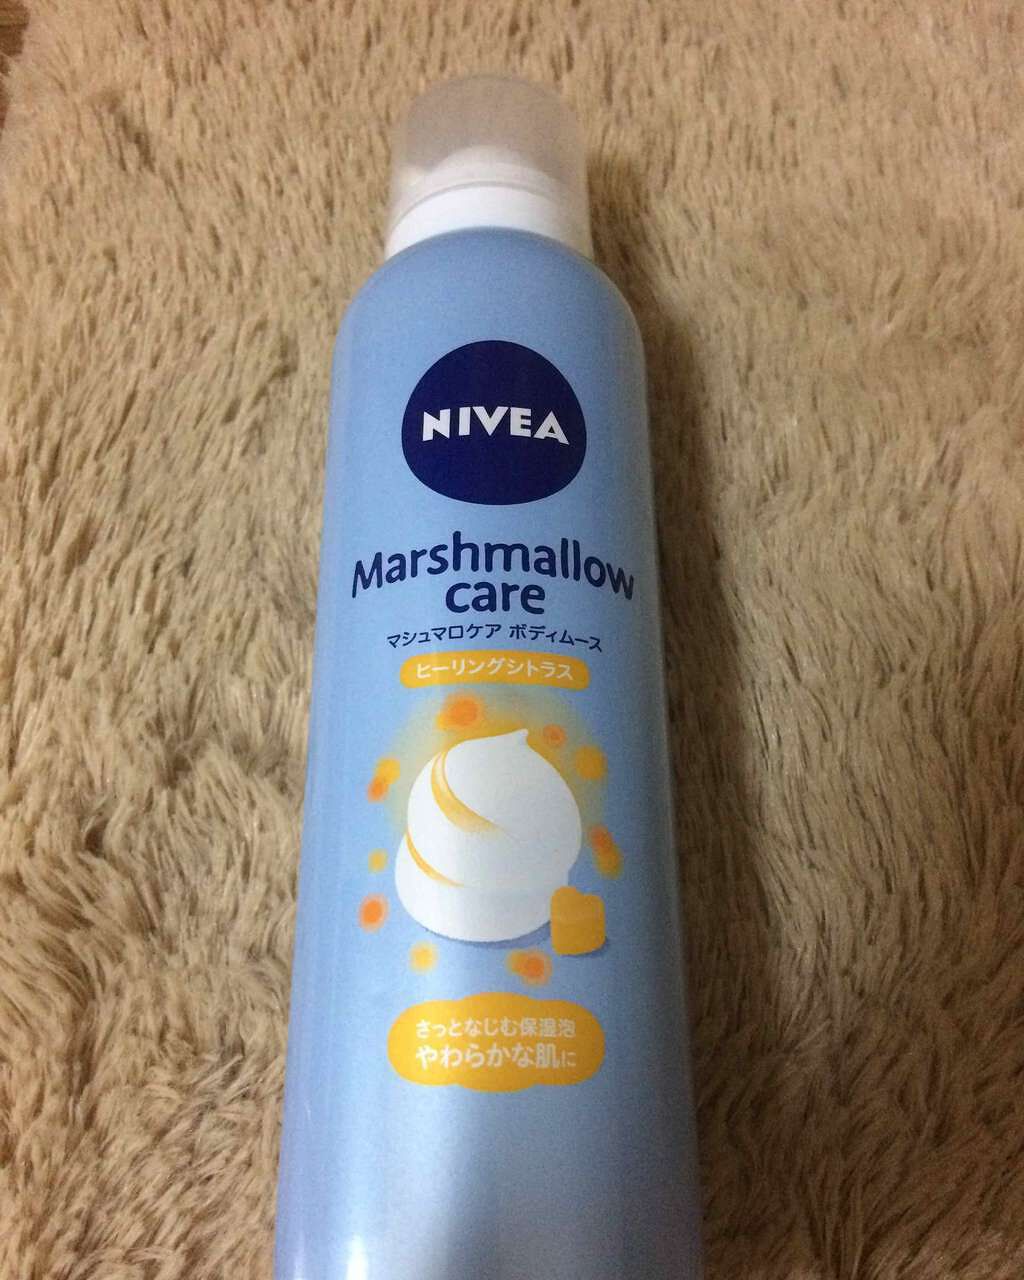 NIVEA
Marshmallow
care
マシュマロケア ボディムース
ヒーリングシトラス
さっとなじむ保湿泡
やわらかな肌に